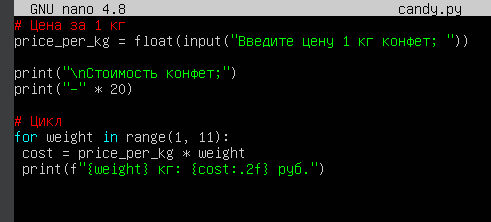 GNU nano 4.8 candy.py
# Цена за 1 кг
price_per_kg = float(input("Введите цену 1 кг конфет; "))
print("\nСтоимость конфет;")
print("-" * 20)
# Цикл
for weight in range(1, 11):
 cost = price_per_kg * weight
 print(f"{weight} кг: {cost:.2f} руб.")